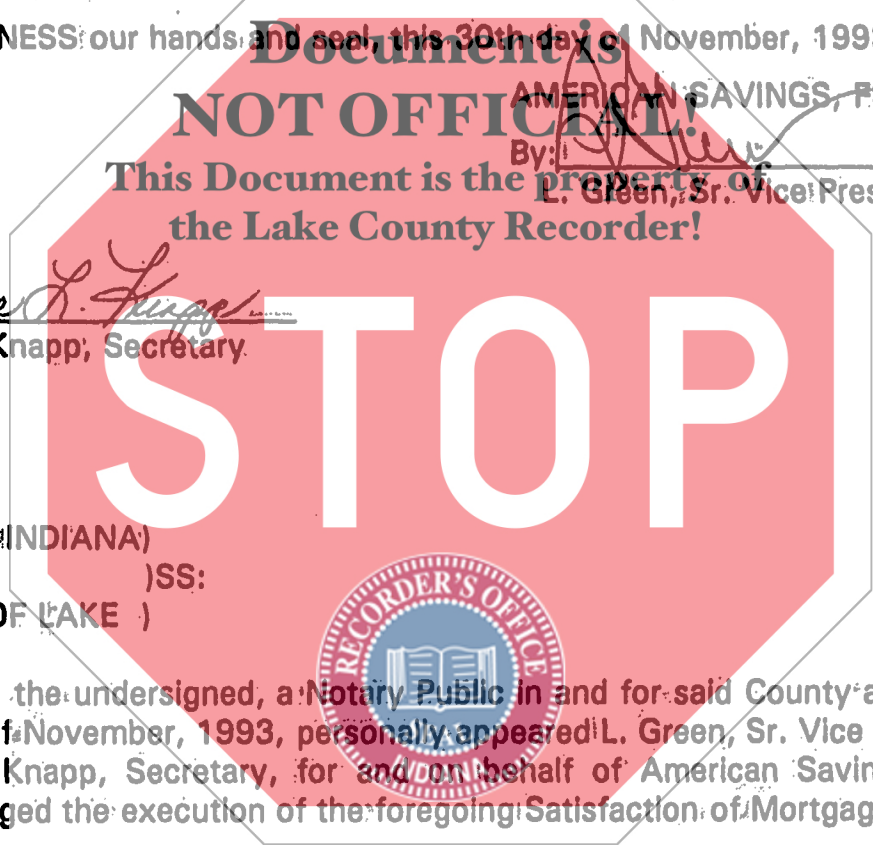 NESS our hands and seal, this 30th day of November, 199
Document is
NOT OFFICIAL!
This Document is the property of
the Lake County Recorder!
AMERICAN SAVINGS, F
By:
L. Green, Sr. Vice Pres
L. Knapp
Knapp, Secretary
STOP
INDIANA)
)SS:
OF LAKE )
RECORDER'S OFFICE
INDIANA
the undersigned, a Notary Public in and for said County a
f November, 1993, personally appeared L. Green, Sr. Vice
Knapp, Secretary, for and on behalf of American Savin
ged the execution of the foregoing Satisfaction of Mortgag